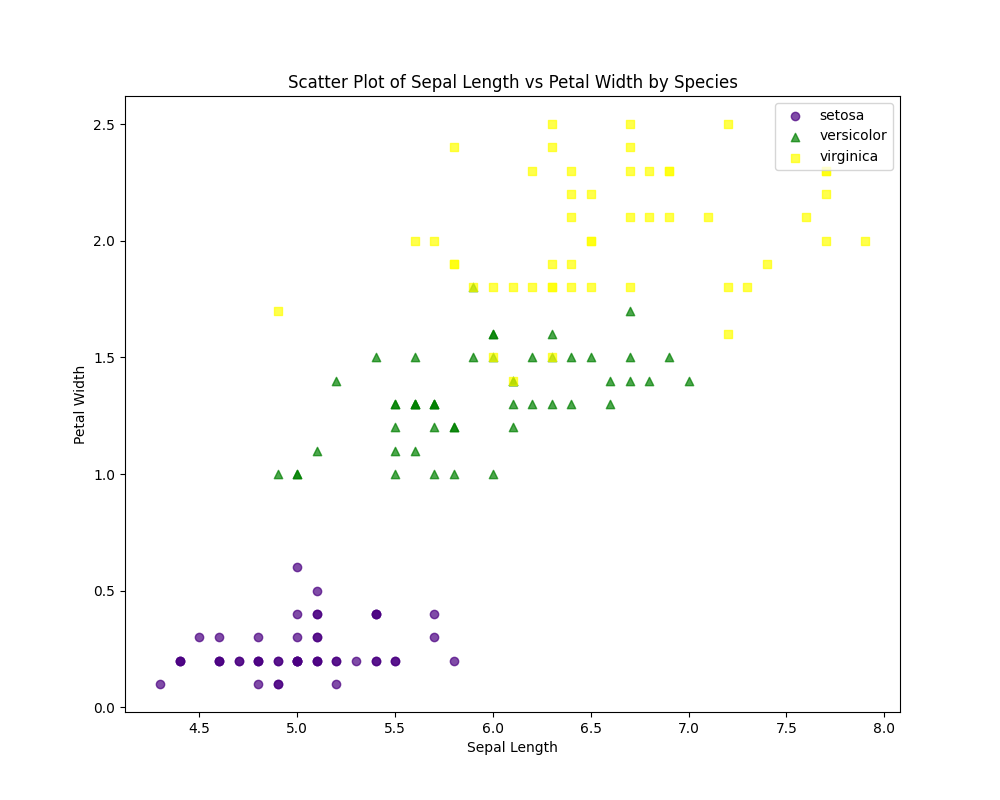 Scatter Plot of Sepal Length vs Petal Width by Species
setosa
versicolor
virginica
2.5
2.0
1.5
1.0
0.5
0.0
Petal Width
4.5 5.0 5.5 6.0 6.5 7.0 7.5 8.0
Sepal Length